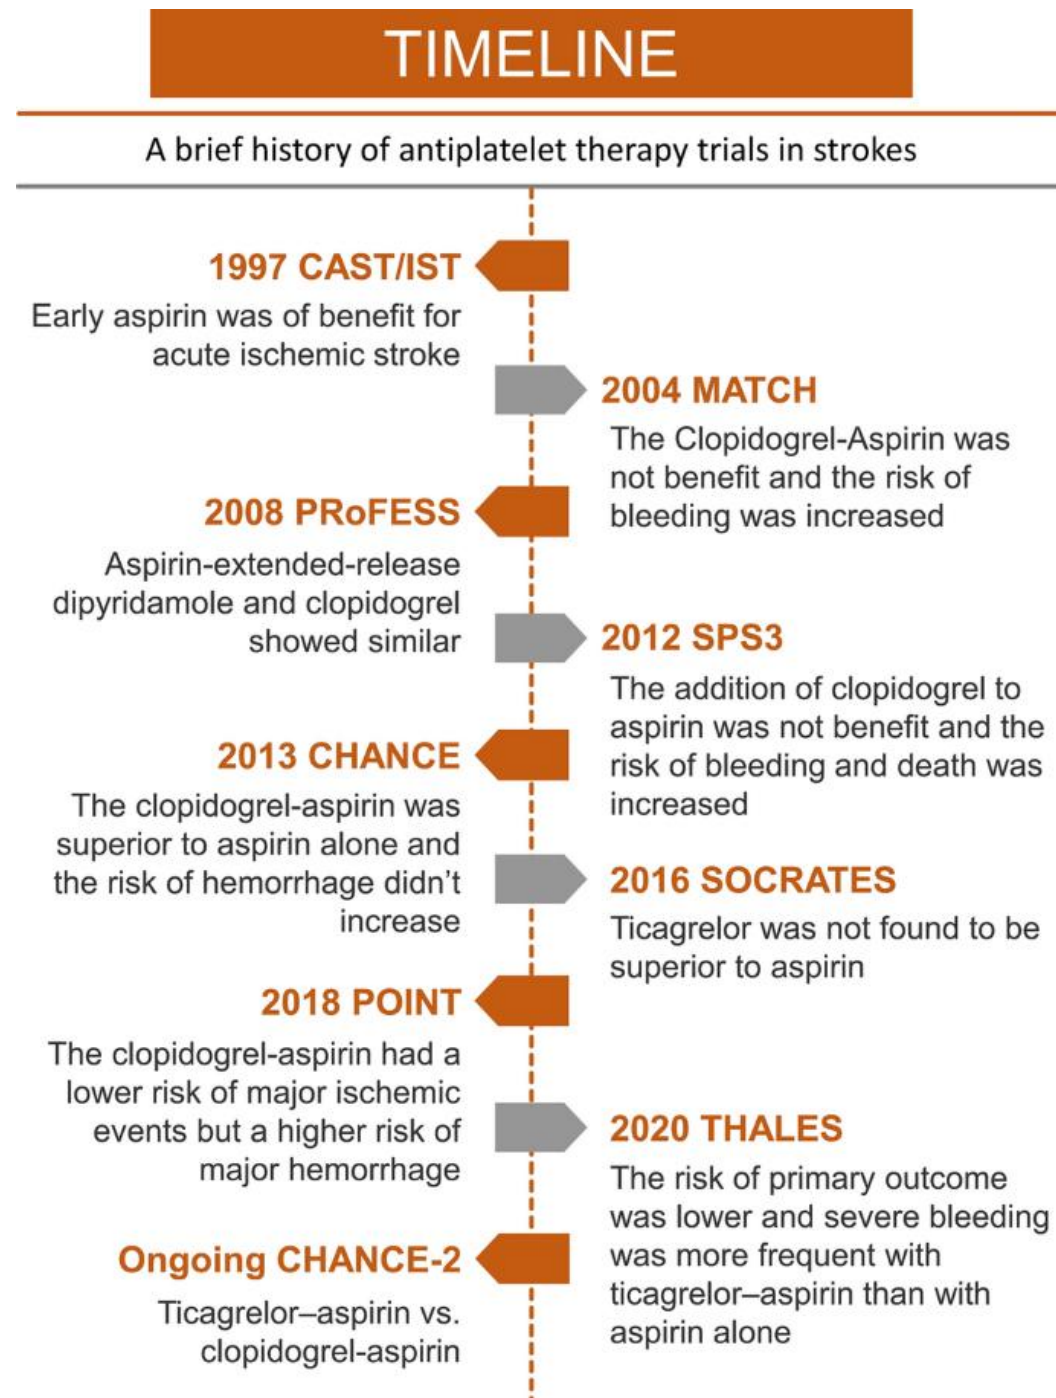 TIMELINE
A brief history of antiplatelet therapy trials in strokes
1997 CAST/IST
Early aspirin was of benefit for
acute ischemic stroke
2004 MATCH
The Clopidogrel-Aspirin was
not benefit and the risk of
bleeding was increased
2008 PRoFESS
Aspirin-extended-release
dipyridamole and clopidogrel
showed similar
2012 SPS3
The addition of clopidogrel to
aspirin was not benefit and the
risk of bleeding and death was
increased
2013 CHANCE
The clopidogrel-aspirin was
superior to aspirin alone and
the risk of hemorrhage didn’t
increase
2016 SOCRATES
Ticagrelor was not found to be
superior to aspirin
2018 POINT
The clopidogrel-aspirin had a
lower risk of major ischemic
events but a higher risk of
major hemorrhage
2020 THALES
The risk of primary outcome
was lower and severe bleeding
was more frequent with
ticagrelor–aspirin than with
aspirin alone
Ongoing CHANCE-2
Ticagrelor–aspirin vs.
clopidogrel-aspirin